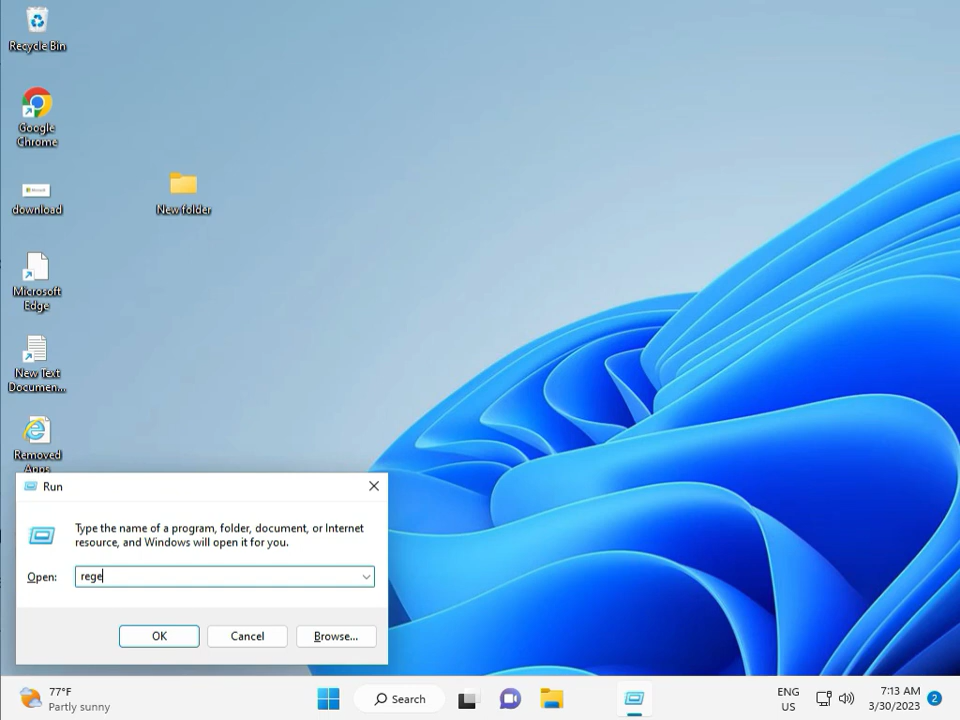 Recycle Bin
Google
Chrome
download
New folder
Microsoft
Edge
New Text
Documen...
Removed
Apps
Run
Type the name of a program, folder, document, or Internet
resource, and Windows will open it for you.
Open:
rege
OK
Cancel
Browse...
77°F
Partly sunny
Search
ENG
US
7:13 AM
3/30/2023
2